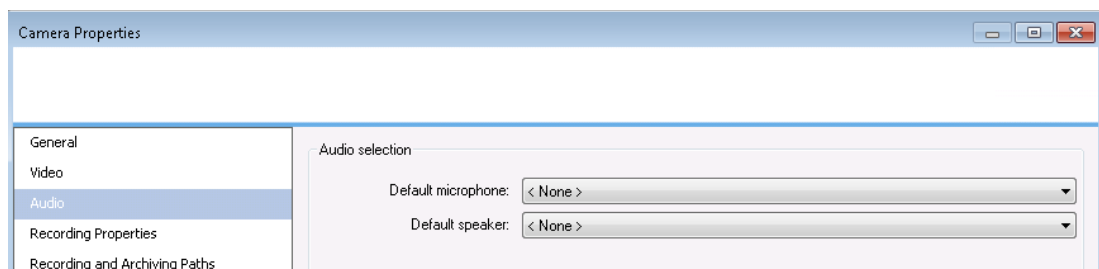 Camera Properties
General
Video
Audio
Recording Properties
Recording and Archiving Paths
Audio selection
Default microphone: < None >
Default speaker: < None >